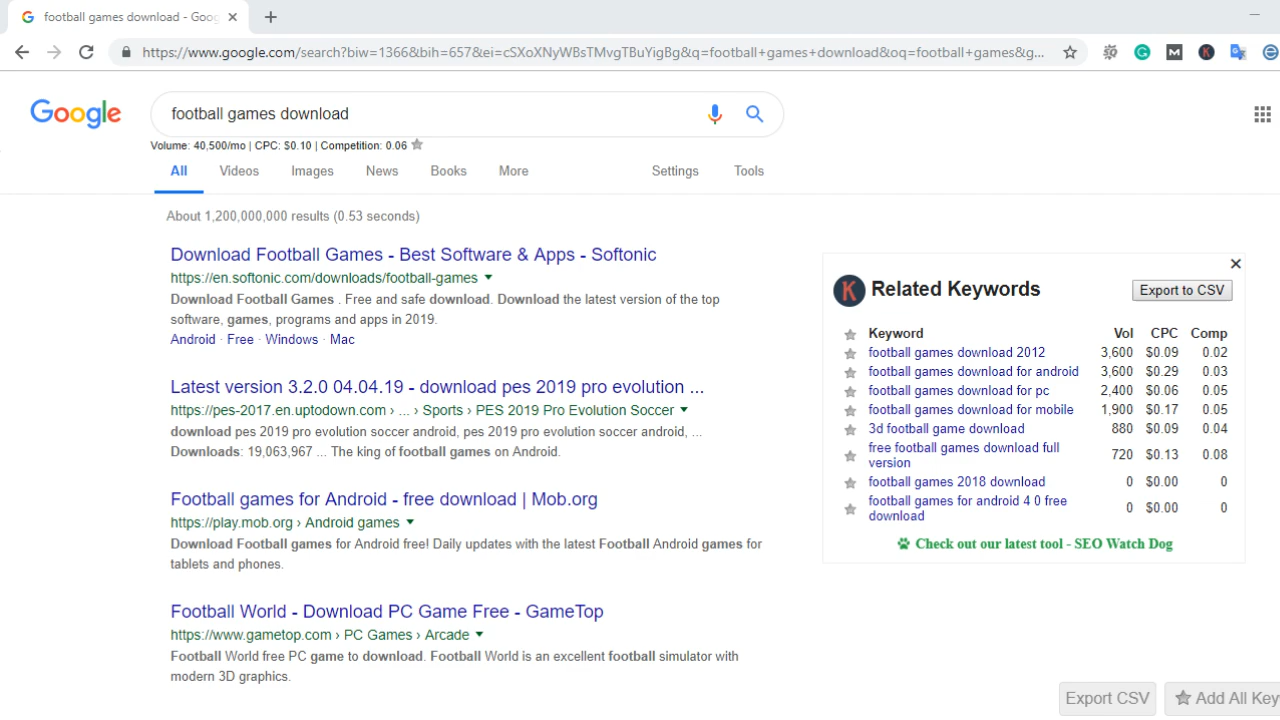 football games download - Goog
https://www.google.com/search?biw=1366&bih=657&ei=cSXoXNyWBsTMvgTBuYigBg&q=football+games+download&oq=football+games&g...
Google
football games download
Volume: 40,500/mo | CPC: $0.10 | Competition: 0.06
All Videos Images News Books More Settings Tools
About 1,200,000,000 results (0.53 seconds)
Download Football Games - Best Software & Apps - Softonic
https://en.softonic.com/downloads/football-games
Download Football Games . Free and safe download. Download the latest version of the top
software, games, programs and apps in 2019.
Android · Free · Windows · Mac
Latest version 3.2.0 04.04.19 - download pes 2019 pro evolution ...
https://pes-2017.en.uptodown.com › ... › Sports › PES 2019 Pro Evolution Soccer
download pes 2019 pro evolution soccer android, pes 2019 pro evolution soccer android, ...
Downloads: 19,063,967 ... The king of football games on Android.
Football games for Android - free download | Mob.org
https://play.mob.org › Android games
Download Football games for Android free! Daily updates with the latest Football Android games for
tablets and phones.
Football World - Download PC Game Free - GameTop
https://www.gametop.com › PC Games › Arcade
Football World free PC game to download. Football World is an excellent football simulator with
modern 3D graphics.
K Related Keywords Export to CSV
Keyword Vol CPC Comp
football games download 2012 3,600 $0.09 0.02
football games download for android 3,600 $0.29 0.03
football games download for pc 2,400 $0.06 0.05
football games download for mobile 1,900 $0.17 0.05
3d football game download 880 $0.09 0.04
free football games download full
version 720 $0.13 0.08
football games 2018 download 0 $0.00 0
football games for android 4 0 free
download 0 $0.00 0
Check out our latest tool - SEO Watch Dog
Export CSV Add All Key